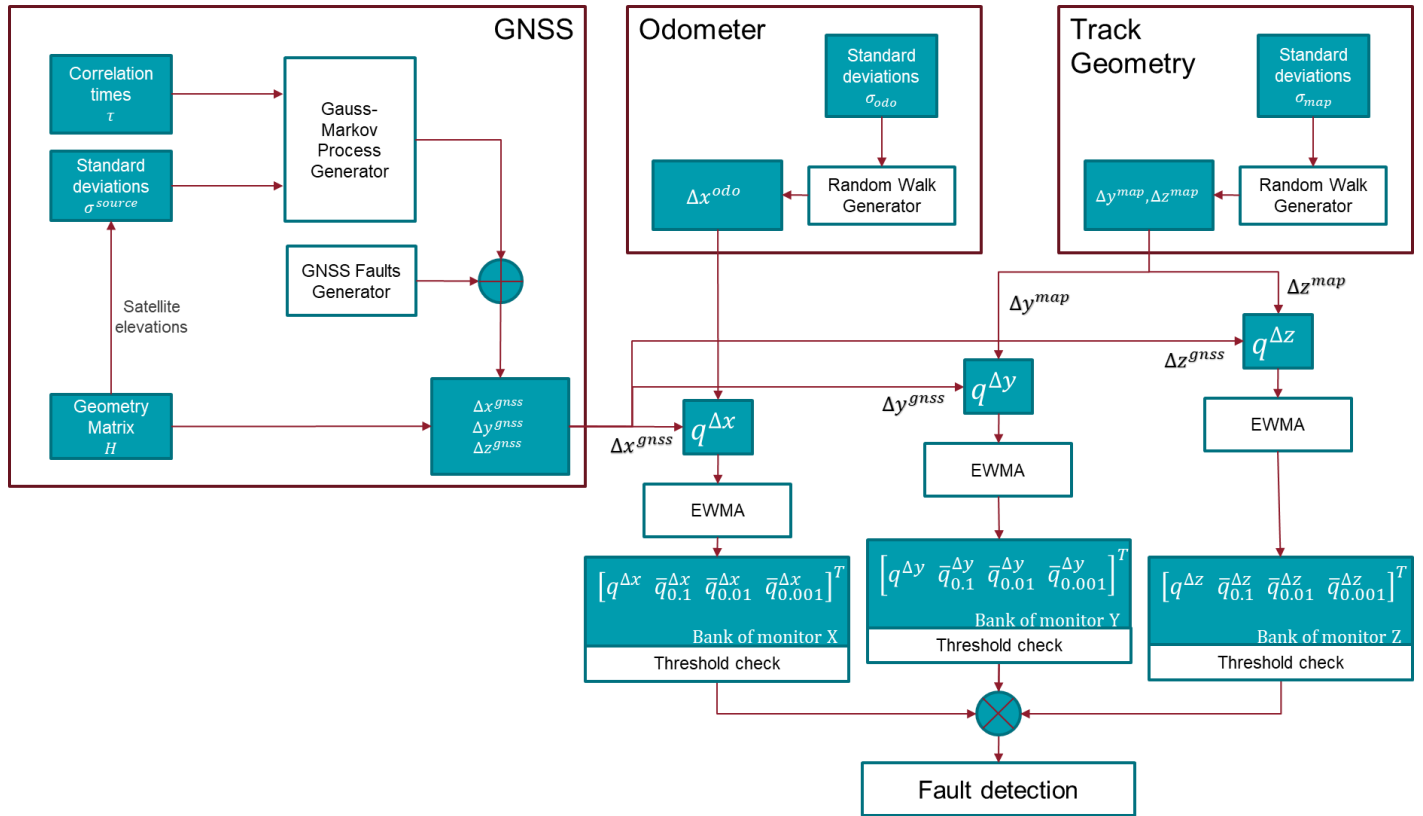 GNSS
Correlation
times
τ
Gauss-
Markov
Process
Generator
Standard
deviations
σ^source
GNSS Faults
Generator
Satellite
elevations
Geometry
Matrix
H
Δx^gnss
Δy^gnss
Δz^gnss
Odometer
Standard
deviations
σ_odo
Δx^odo
Random Walk
Generator
Track
Geometry
Standard
deviations
σ_map
Δy^map, Δz^map
Random Walk
Generator
Δy^map
Δz^map
Δx^gnss
Δy^gnss
Δz^gnss
q^Δx
q^Δy
q^Δz
EWMA
EWMA
EWMA
[q^Δx q̅^Δx_0.1 q̅^Δx_0.01 q̅^Δx_0.001]^T
Bank of monitor X
Threshold check
[q^Δy q̅^Δy_0.1 q̅^Δy_0.01 q̅^Δy_0.001]^T
Bank of monitor Y
Threshold check
[q^Δz q̅^Δz_0.1 q̅^Δz_0.01 q̅^Δz_0.001]^T
Bank of monitor Z
Threshold check
Fault detection